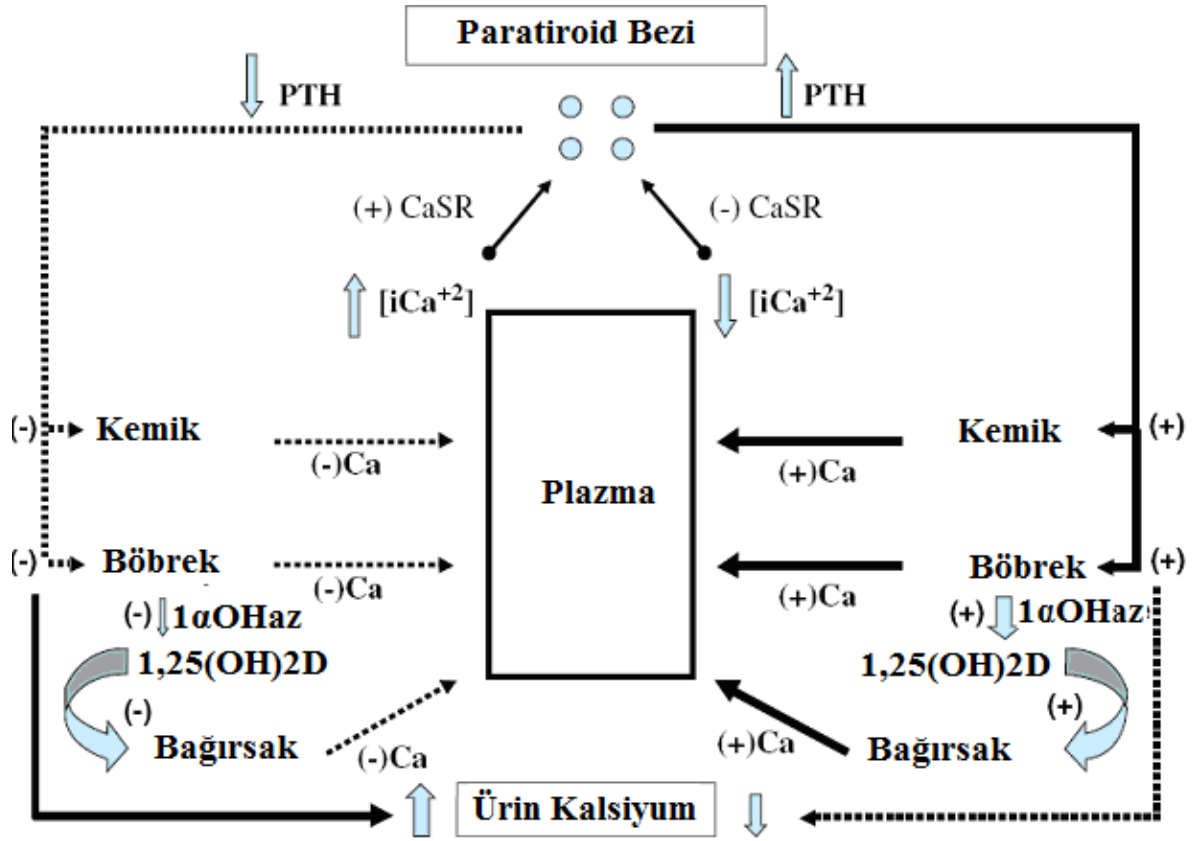 Paratiroid Bezi
PTH
PTH
(+) CaSR
(-) CaSR
[iCa+2]
[iCa+2]
(-)
Kemik
(-)Ca
Plazma
(+)Ca
Kemik
(+)
(-)
Böbrek
(-)Ca
(+)Ca
Böbrek
(+)
(-)
1αOHaz
(+)
1αOHaz
1,25(OH)2D
1,25(OH)2D
(-)
(+)
Bağırsak
(-)Ca
(+)Ca
Bağırsak
Ürin Kalsiyum